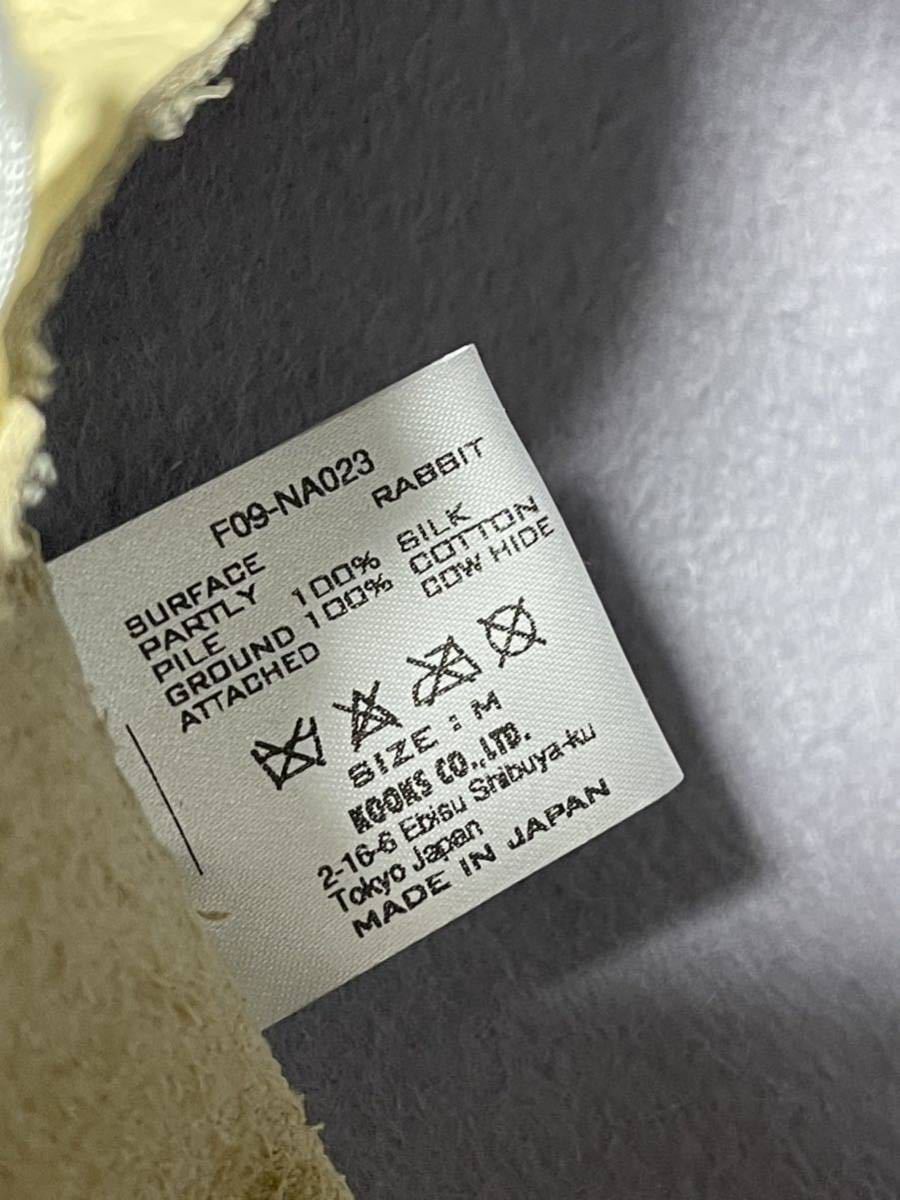 F09-NA023
SURFACE RABBIT
PARTLY
PILE 100% SILK
GROUND 100% COTTON
ATTACHED COW HIDE
SIZE : M
KOOKS CO.,LTD.
2-16-6 Ebisu Shibuya-ku
Tokyo Japan
MADE IN JAPAN